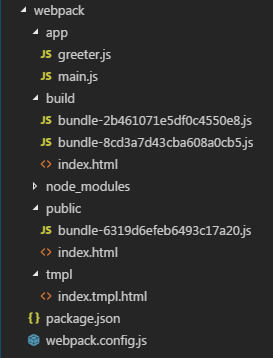 webpack
app
JS greeter.js
JS main.js
build
JS bundle-2b461071e5df0c4550e8.js
JS bundle-8cd3a7d43cba608a0cb5.js
<> index.html
node_modules
public
JS bundle-6319d6efeb6493c17a20.js
<> index.html
tmpl
<> index.tmpl.html
{} package.json
webpack.config.js